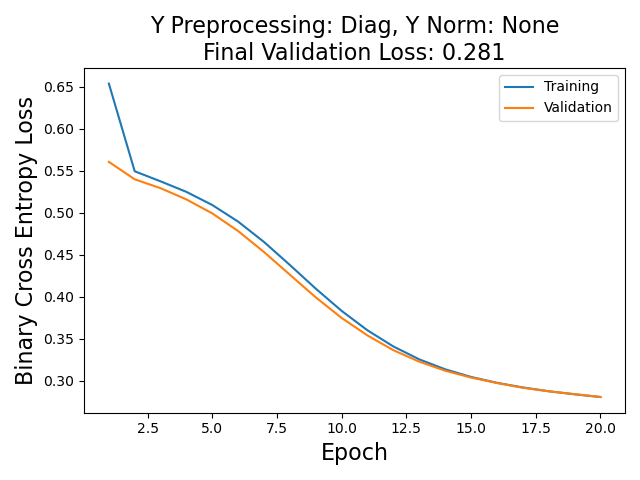 Y Preprocessing: Diag, Y Norm: None
Final Validation Loss: 0.281
Training
Validation
Binary Cross Entropy Loss
0.65
0.60
0.55
0.50
0.45
0.40
0.35
0.30
2.5 5.0 7.5 10.0 12.5 15.0 17.5 20.0
Epoch